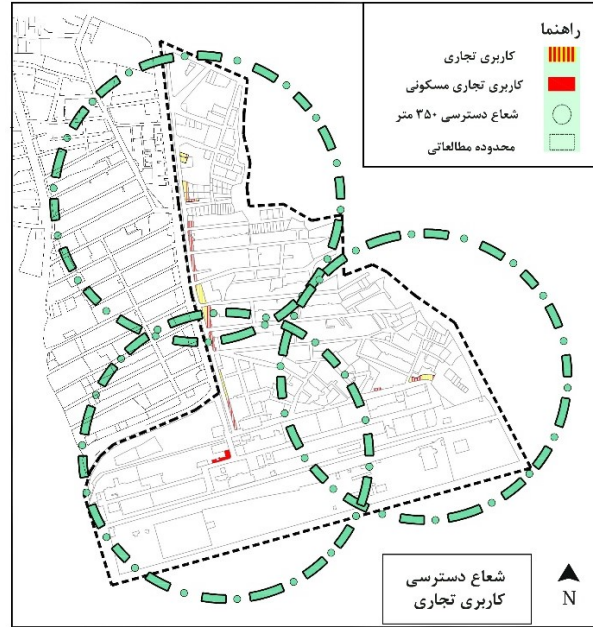 راهنما
کاربری تجاری
کاربری تجاری مسکونی
شعاع دسترسی ۳۵۰ متر
محدوده مطالعاتی
شعاع دسترسی
کاربری تجاری
N